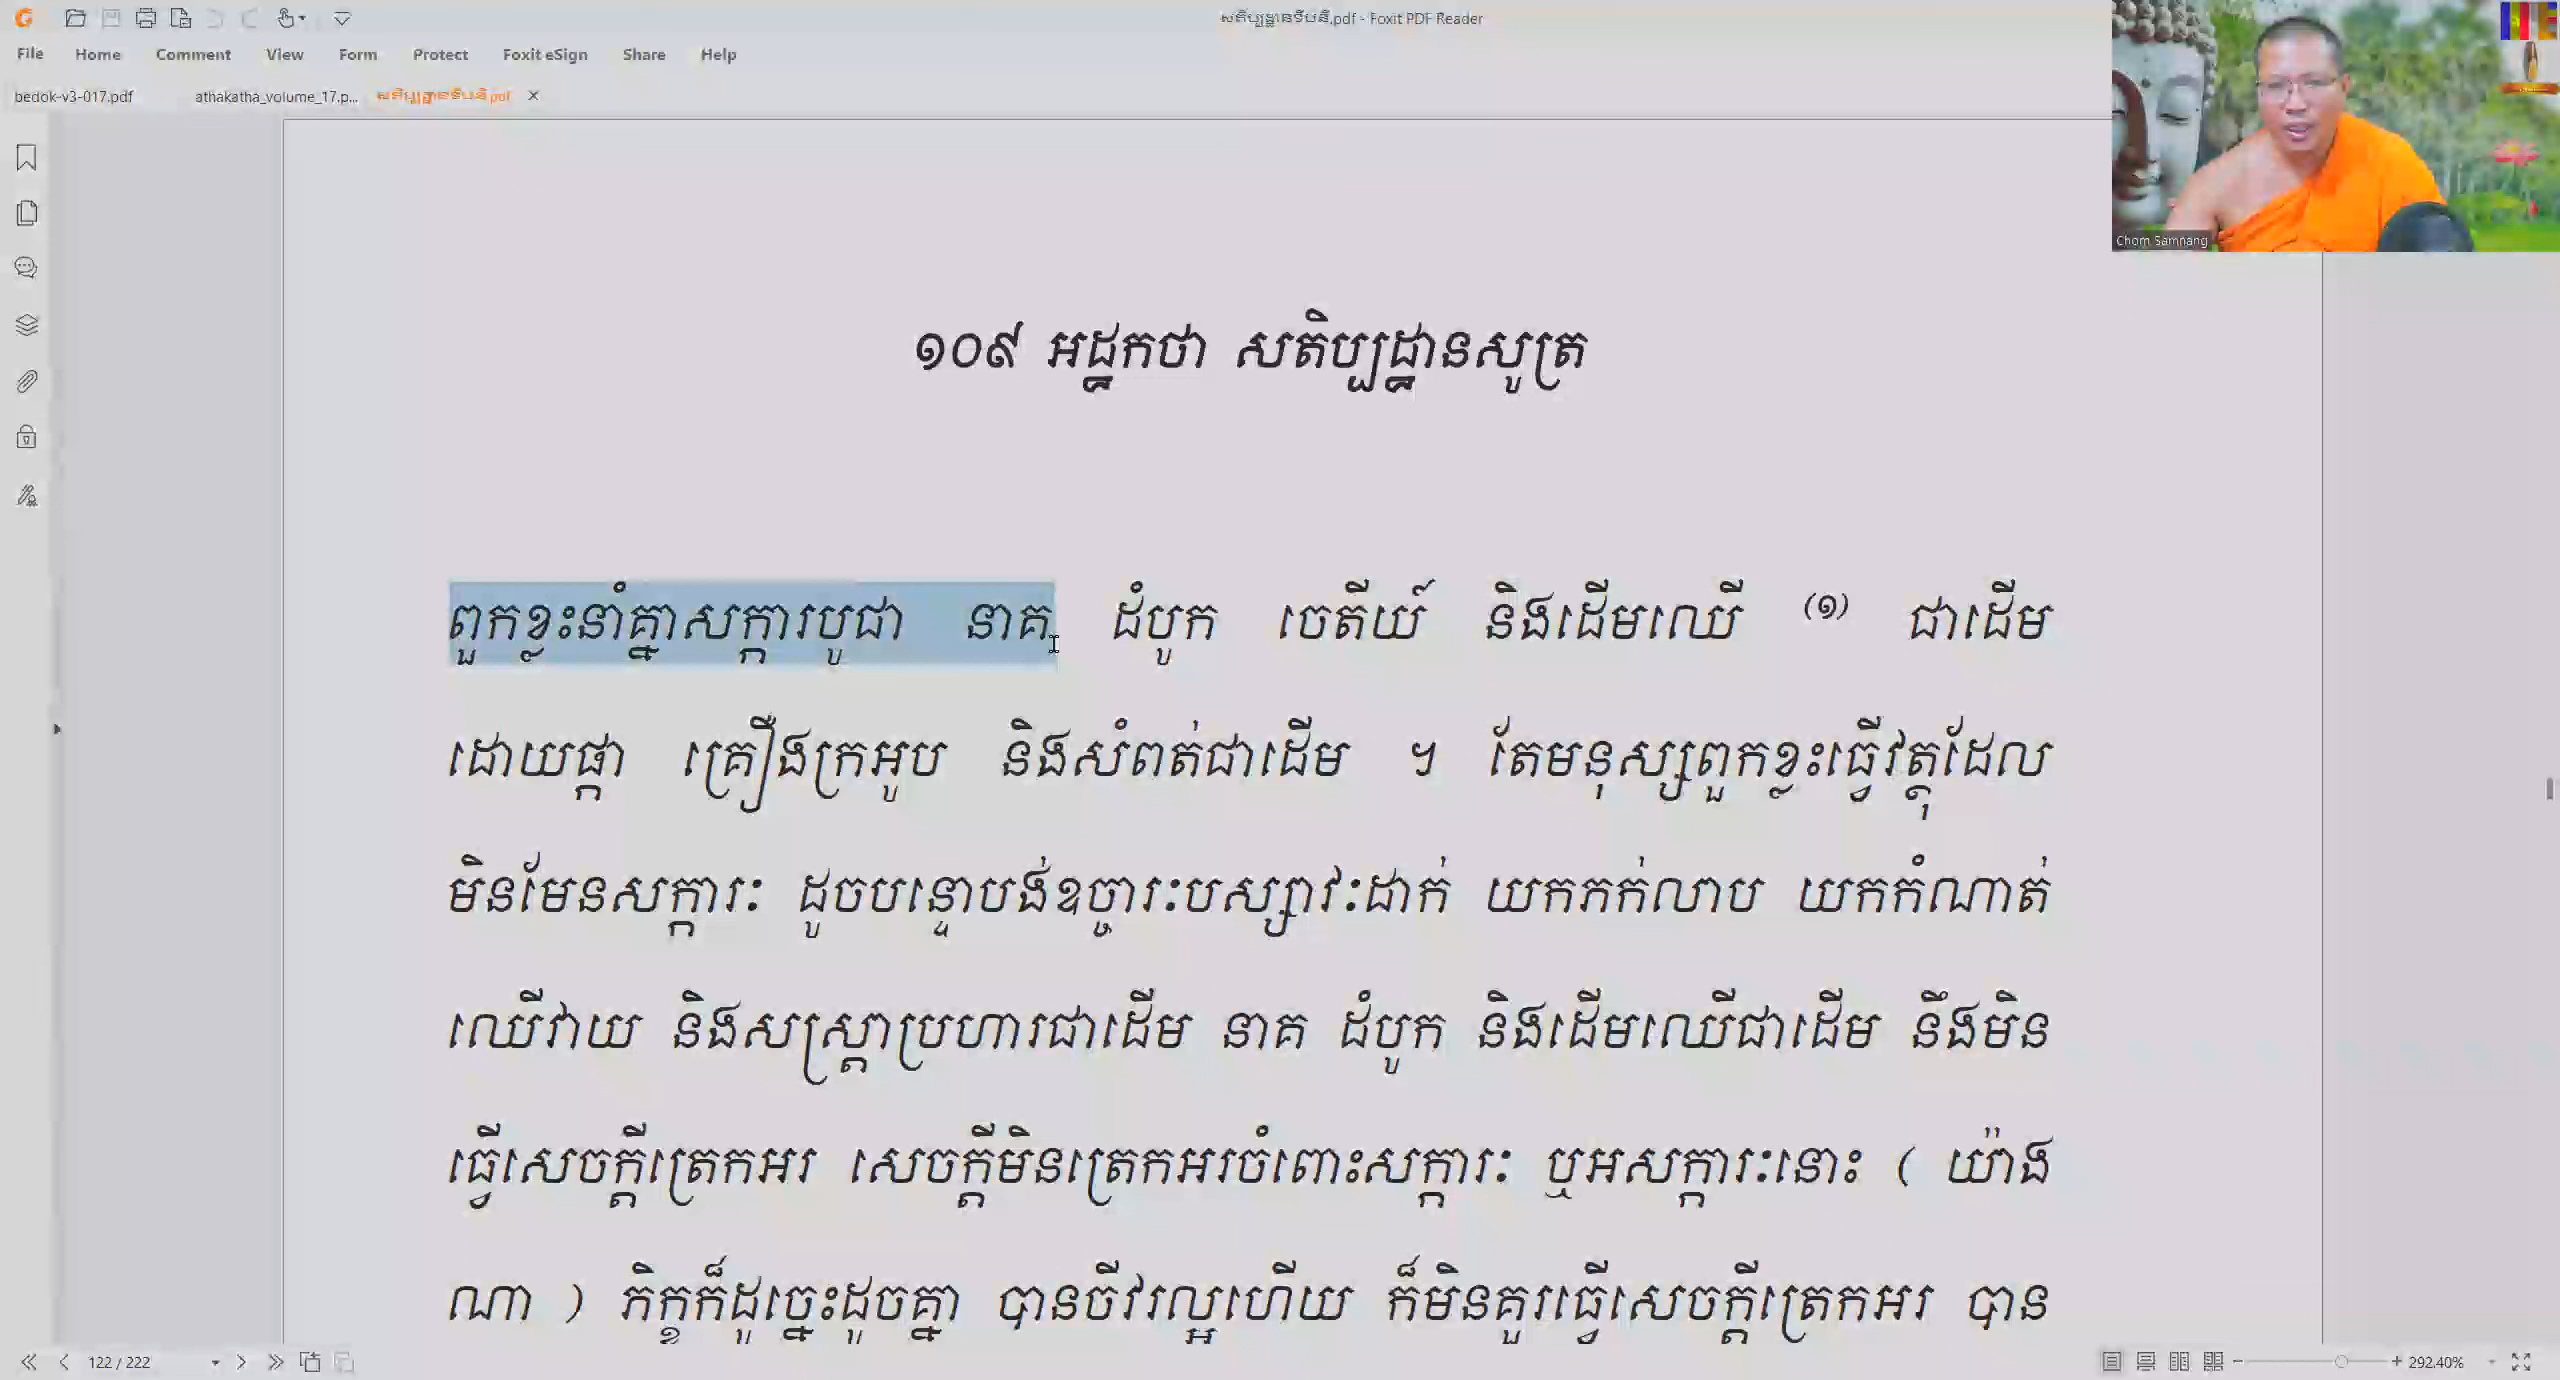 សតិប្បដ្ឋានទីបនី.pdf - Foxit PDF Reader
File Home Comment View Form Protect Foxit eSign Share Help
bedok-v3-017.pdf athakatha_volume_17.p... សតិប្បដ្ឋានទីបនី.pdf
Chom Samnang
១០៩ អដ្ឋកថា សតិប្បដ្ឋានសូត្រ
ពួកខ្លះនាំគ្នាសក្ការបូជា នាគ ដំបូក ចេតីយ៍ និងដើមឈើ (១) ជាដើម
ដោយផ្កា គ្រឿងក្រអូប និងសំពត់ជាដើម ។ តែមនុស្សពួកខ្លះធ្វើវត្ថុដែល
មិនមែនសក្ការៈ ដូចបន្ទោបង់ឧច្ចារៈបស្សាវៈដាក់ យកភក់លាប យកកំណាត់
ឈើវាយ និងសស្ត្រាប្រហារជាដើម នាគ ដំបូក និងដើមឈើជាដើម នឹងមិន
ធ្វើសេចក្តីត្រេកអរ សេចក្តីមិនត្រេកអរចំពោះសក្ការៈ ឬអសក្ការៈនោះ ( យ៉ាង
ណា ) ភិក្ខុក៏ដូច្នេះដូចគ្នា បានចីវរល្អហើយ ក៏មិនគួរធ្វើសេចក្តីត្រេកអរ បាន
122 / 222 292.40%